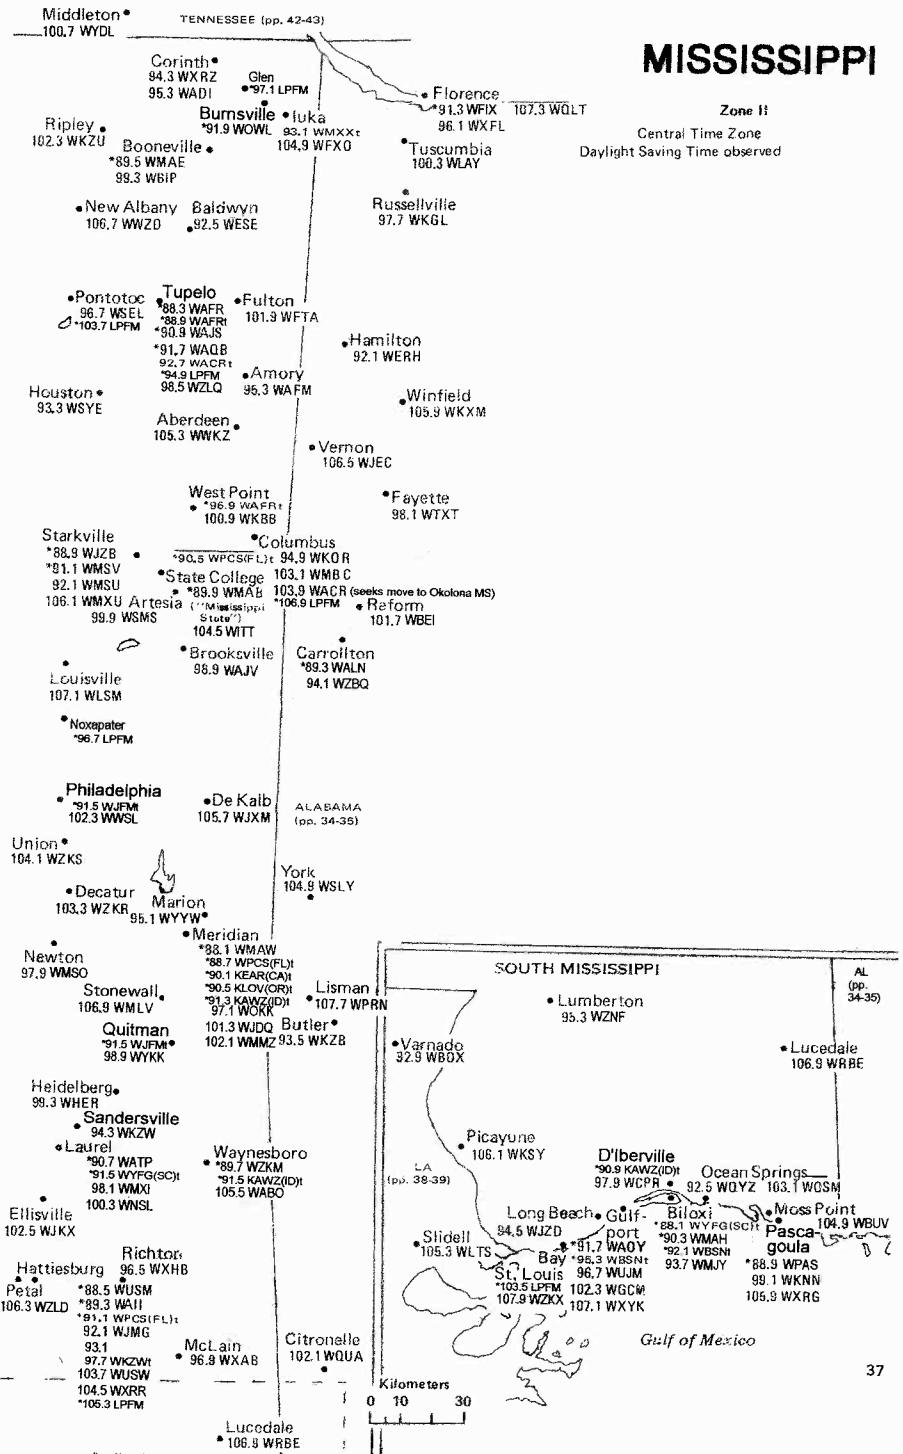 Middleton
100.7 WYDL
TENNESSEE (pp. 42-43)
MISSISSIPPI
Zone II
Central Time Zone
Daylight Saving Time observed
Corinth
94.3 WXRZ
95.3 WADI
Glen
*97.1 LPFM
Burnsville
*91.9 WOWL
Iuka
93.1 WMXXt
104.9 WFXO
Florence
*91.3 WFIX 107.3 WQLT
96.1 WXFL
Ripley
102.3 WKZU
Booneville
*89.5 WMAE
99.3 WBIP
Tuscumbia
100.3 WLAY
New Albany
106.7 WWZD
Baldwyn
92.5 WESE
Russellville
97.7 WKGL
Pontotoc
96.7 WSEL
*103.7 LPFM
Tupelo
*88.3 WAFR
*88.9 WAFRt
*90.9 WAJS
*91.7 WAQB
92.7 WACRt
*94.9 LPFM
98.5 WZLQ
Fulton
101.9 WFTA
Hamilton
92.1 WERH
Amory
95.3 WAFM
Houston
93.3 WSYE
Winfield
105.9 WKXM
Aberdeen
105.3 WWKZ
Vernon
106.5 WJEC
West Point
*96.9 WAFRt
100.9 WKBB
Fayette
98.1 WTXT
Starkville
*88.9 WJZB
*91.1 WMSV
92.1 WMSU
106.1 WMXU
Columbus
*90.5 WPCS(FL)t 94.9 WKOR
103.1 WMBC
103.9 WACR (seeks move to Okolona MS)
*106.9 LPFM
State College
*89.9 WMAB
("Mississippi
State")
104.5 WITT
Artesia
99.9 WSMS
Reform
101.7 WBEI
Brooksville
98.9 WAJV
Carrollton
*89.3 WALN
94.1 WZBQ
Louisville
107.1 WLSM
Noxapater
*96.7 LPFM
Philadelphia
*91.5 WJFMt
102.3 WWSL
De Kalb
105.7 WJXM
ALABAMA
(pp. 34-35)
Union
104.1 WZKS
York
104.9 WSLY
Decatur
103.3 WZKR
Marion
95.1 WYYW
Meridian
*88.1 WMAW
*88.7 WPCS(FL)t
*90.1 KEAR(CA)t
*90.5 KLOV(OR)t
*91.3 KAWZ(ID)t
97.1 WOKK
101.3 WJDQ
102.1 WMMZ
Newton
97.9 WMSO
Stonewall
106.9 WMLV
Lisman
107.7 WPRN
Quitman
*91.5 WJFMt
98.9 WYKK
Butler
93.5 WKZB
Heidelberg
99.3 WHER
Sandersville
94.3 WKZW
Laurel
*90.7 WATP
*91.5 WYFG(SC)t
98.1 WMXI
100.3 WNSL
Waynesboro
*89.7 WZKM
*91.5 KAWZ(ID)t
105.5 WABO
Ellisville
102.5 WJKX
Richton
96.5 WXHB
Hattiesburg
*88.5 WUSM
*89.3 WAII
*91.1 WPCS(FL)t
92.1 WJMG
93.1
97.7 WKZWt
103.7 WUSW
104.5 WXRR
*105.3 LPFM
Petal
106.3 WZLD
McLain
96.9 WXAB
Citronelle
102.1 WQUA
Lucedale
106.9 WRBE
Kilometers
0 10 30
SOUTH MISSISSIPPI
AL
(pp.
34-35)
Lumberton
95.3 WZNF
Varnado
92.9 WBOX
Lucedale
106.9 WRBE
Picayune
106.1 WKSY
LA
(pp. 38-39)
D'Iberville
*90.9 KAWZ(ID)t
97.9 WCPR
Ocean Springs
92.5 WQYZ 103.1 WOSM
Long Beach
94.5 WJZD
Gulf-
port
*91.7 WAOY
*95.3 WBSNt
96.7 WUJM
102.3 WGCM
107.1 WXYK
Biloxi
*88.1 WYFG(SC)t
*90.3 WMAH
*92.1 WBSNt
93.7 WMJY
Moss Point
104.9 WBUV
Pasca-
goula
*88.9 WPAS
99.1 WKNN
105.9 WXRG
Slidell
105.3 WLTS
Bay
St. Louis
*103.5 LPFM
107.9 WZKX
Gulf of Mexico
37